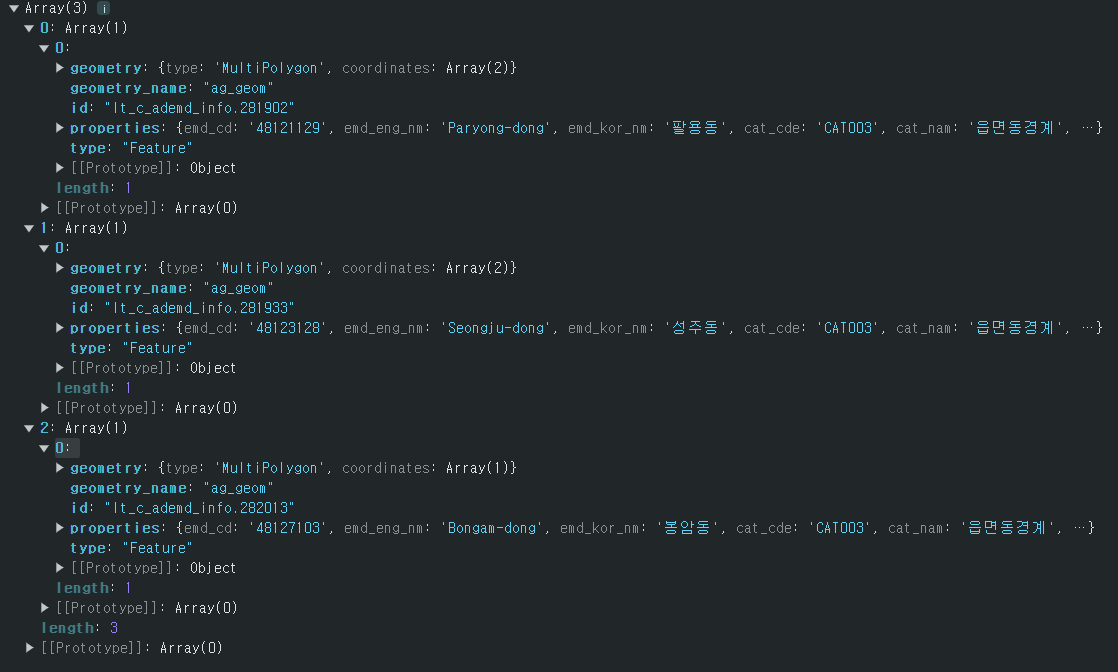 ▼ Array(3) i
▼ 0: Array(1)
▼ 0:
▶ geometry: {type: 'MultiPolygon', coordinates: Array(2)}
geometry_name: "ag_geom"
id: "lt_c_ademd_info.281902"
▶ properties: {emd_cd: '48121129', emd_eng_nm: 'Paryong-dong', emd_kor_nm: '팔용동', cat_cde: 'CAT003', cat_nam: '읍면동경계', …}
type: "Feature"
▶ [[Prototype]]: Object
length: 1
▶ [[Prototype]]: Array(0)
▼ 1: Array(1)
▼ 0:
▶ geometry: {type: 'MultiPolygon', coordinates: Array(2)}
geometry_name: "ag_geom"
id: "lt_c_ademd_info.281933"
▶ properties: {emd_cd: '48123128', emd_eng_nm: 'Seongju-dong', emd_kor_nm: '성주동', cat_cde: 'CAT003', cat_nam: '읍면동경계', …}
type: "Feature"
▶ [[Prototype]]: Object
length: 1
▶ [[Prototype]]: Array(0)
▼ 2: Array(1)
▼ 0:
▶ geometry: {type: 'MultiPolygon', coordinates: Array(1)}
geometry_name: "ag_geom"
id: "lt_c_ademd_info.282013"
▶ properties: {emd_cd: '48127103', emd_eng_nm: 'Bongam-dong', emd_kor_nm: '봉암동', cat_cde: 'CAT003', cat_nam: '읍면동경계', …}
type: "Feature"
▶ [[Prototype]]: Object
length: 1
▶ [[Prototype]]: Array(0)
length: 3
▶ [[Prototype]]: Array(0)